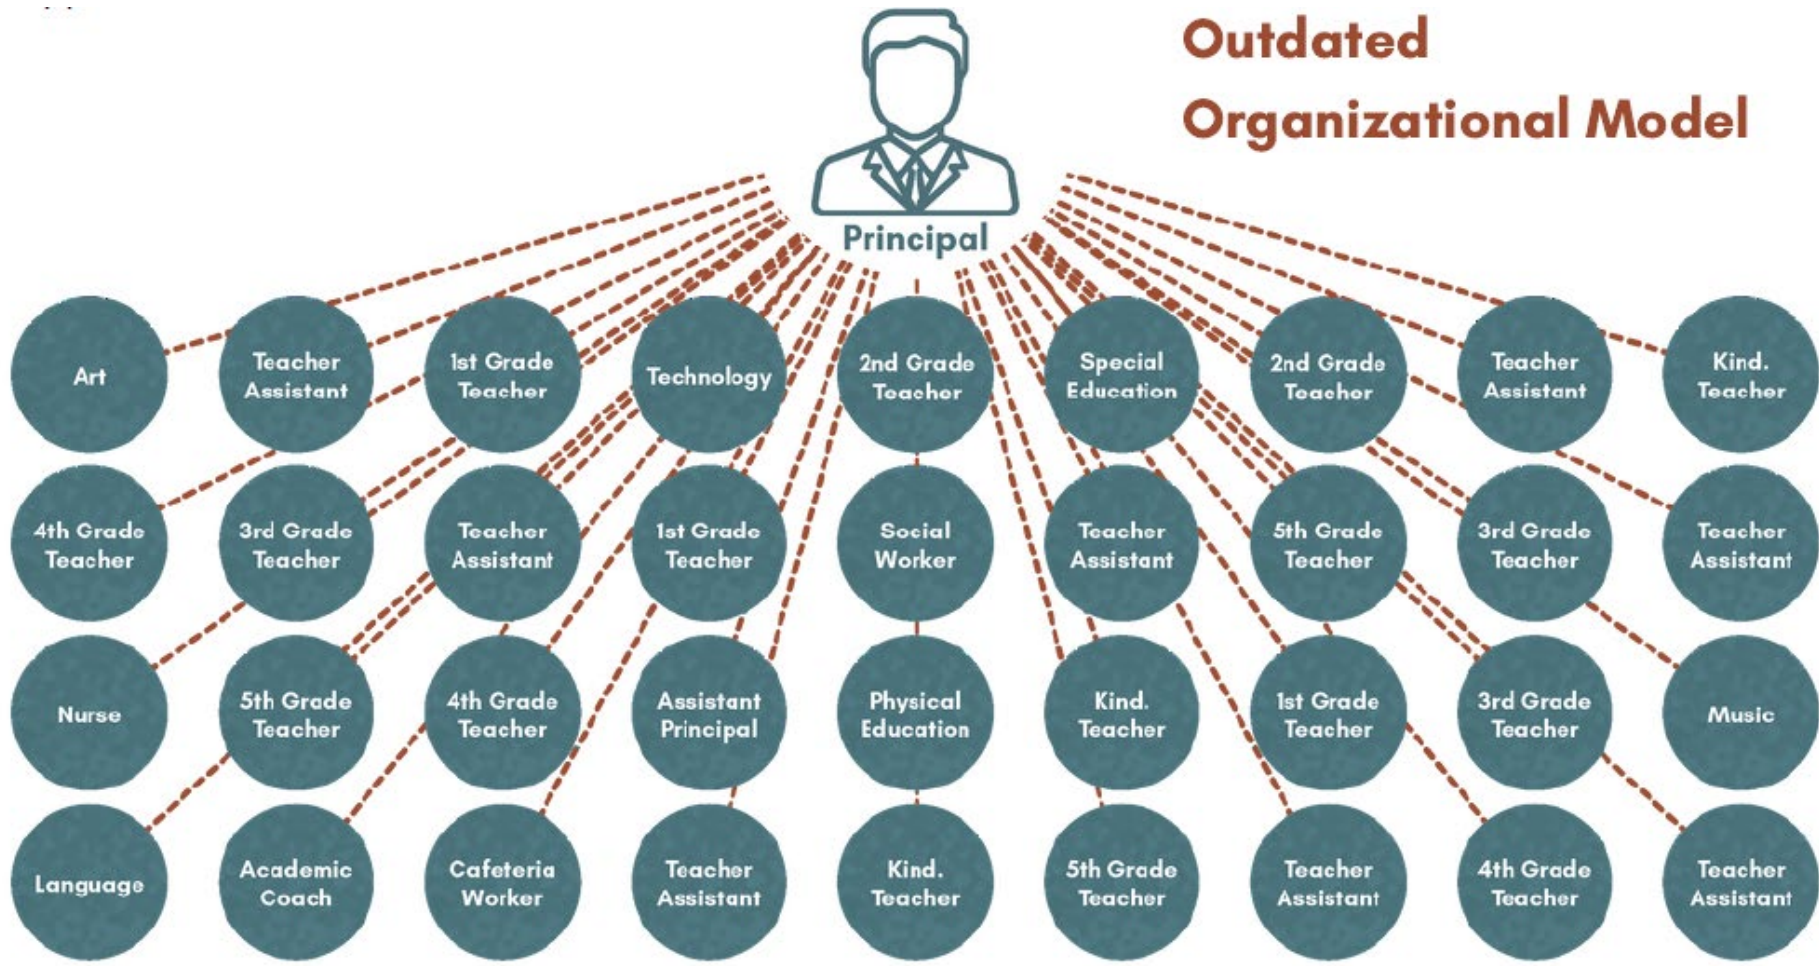 Outdated
Organizational Model
Principal
Art
Teacher
Assistant
1st Grade
Teacher
Technology
2nd Grade
Teacher
Special
Education
2nd Grade
Teacher
Teacher
Assistant
Kind.
Teacher
4th Grade
Teacher
3rd Grade
Teacher
Teacher
Assistant
1st Grade
Teacher
Social
Worker
Teacher
Assistant
5th Grade
Teacher
3rd Grade
Teacher
Teacher
Assistant
Nurse
5th Grade
Teacher
4th Grade
Teacher
Assistant
Principal
Physical
Education
Kind.
Teacher
1st Grade
Teacher
3rd Grade
Teacher
Music
Language
Academic
Coach
Cafeteria
Worker
Teacher
Assistant
Kind.
Teacher
5th Grade
Teacher
Teacher
Assistant
4th Grade
Teacher
Teacher
Assistant